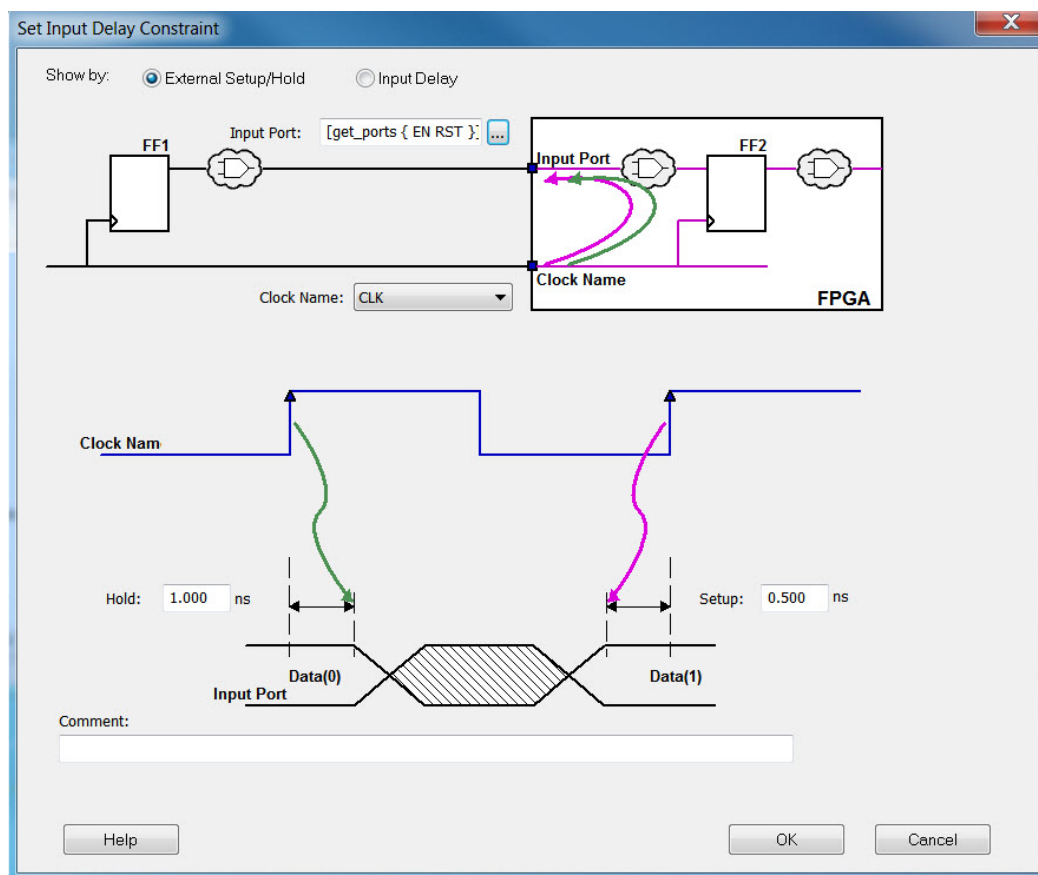 Set Input Delay Constraint
X
Show by: External Setup/Hold Input Delay
Input Port: [get_ports { EN RST }] ...
FF1
Input Port
FF2
Clock Name
Clock Name: CLK
FPGA
Clock Nam
Hold: 1.000 ns
Setup: 0.500 ns
Data(0)
Data(1)
Input Port
Comment:
Help
OK
Cancel